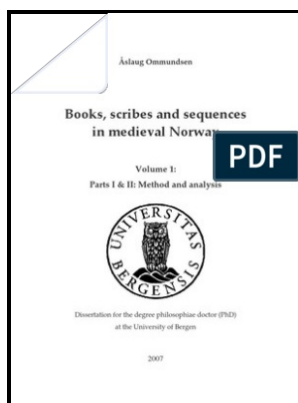 Åslaug Ommundsen
Books, scribes and sequences
in medieval Norway
PDF
Volume 1:
Parts I & II: Method and analysis
UNIVERSITAS
BERGENSIS
Dissertation for the degree philosophiae doctor (PhD)
at the University of Bergen
2007